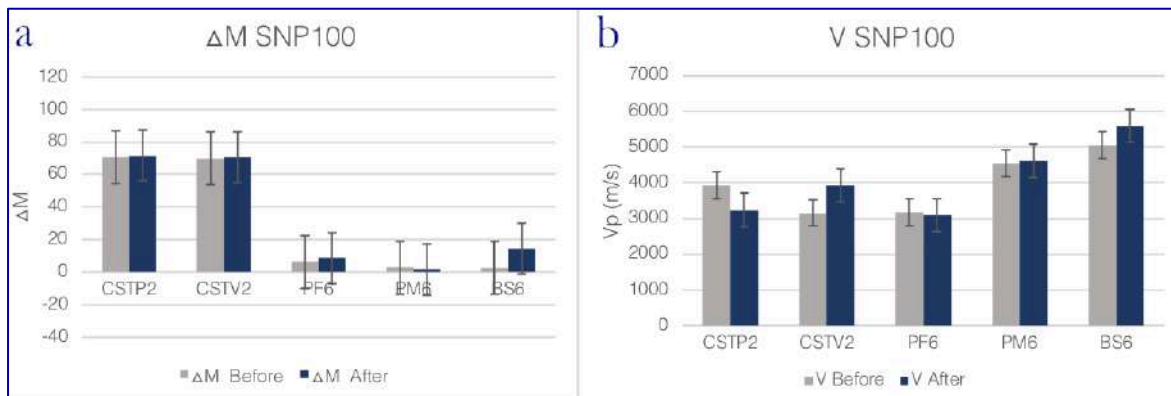 a
ΔM SNP100
120
100
80
60
40
20
0
-20
-40
ΔM
CSTP2 CSTV2 PF6 PM6 BS6
ΔM Before ΔM After
b
V SNP100
7000
6000
5000
4000
3000
2000
1000
0
Vp (m/s)
CSTP2 CSTV2 PF6 PM6 BS6
V Before V After